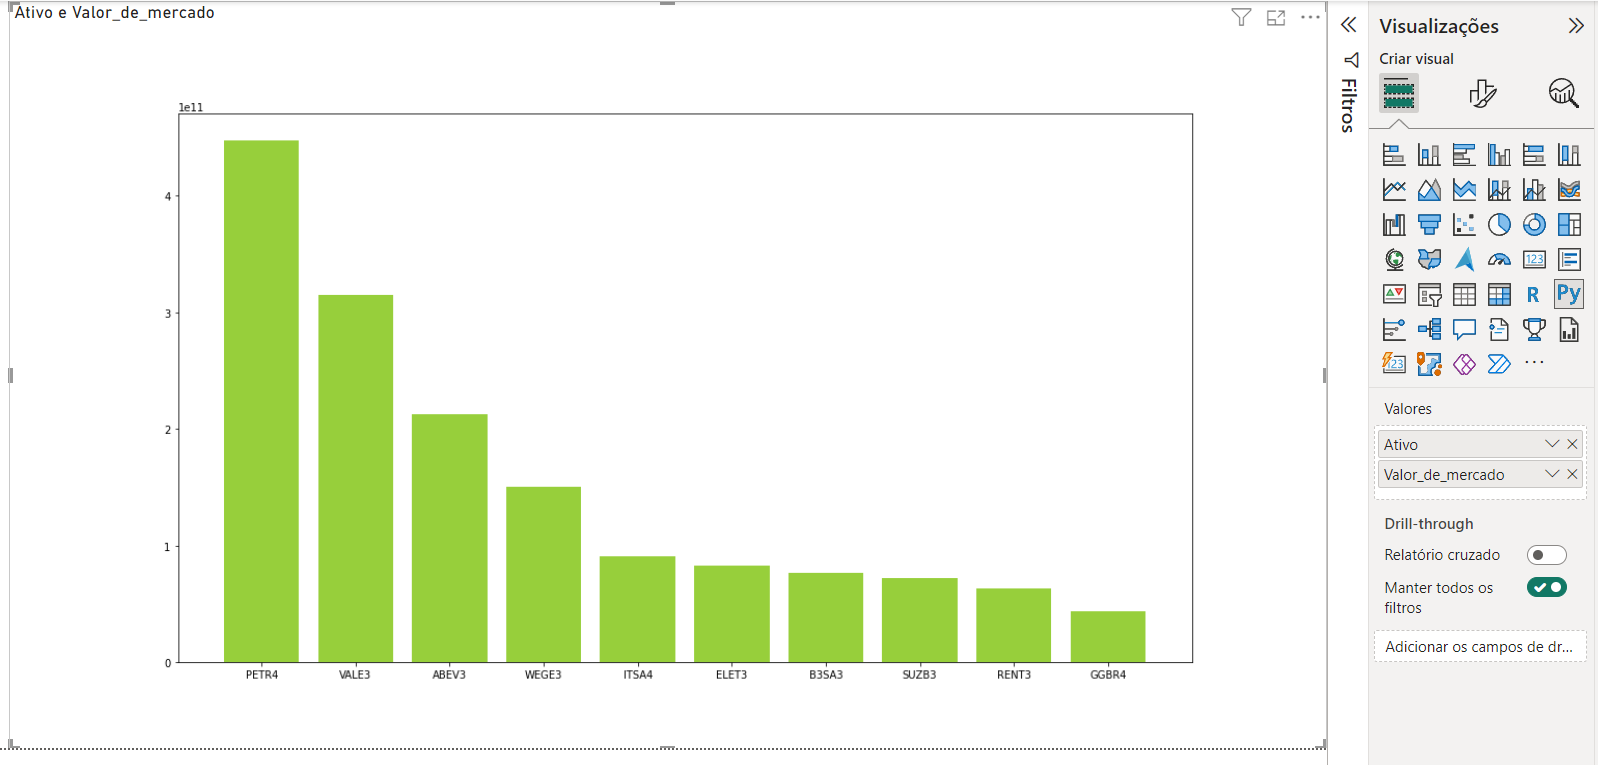 Ativo e Valor_de_mercado
1e11
4
3
2
1
0
PETR4 VALE3 ABEV3 WEGE3 ITSA4 ELET3 B3SA3 SUZB3 RENT3 GGBR4
Filtros
Visualizações
Criar visual
123
R Py
123
Valores
Ativo
Valor_de_mercado
Drill-through
Relatório cruzado
Manter todos os
filtros
Adicionar os campos de dr...